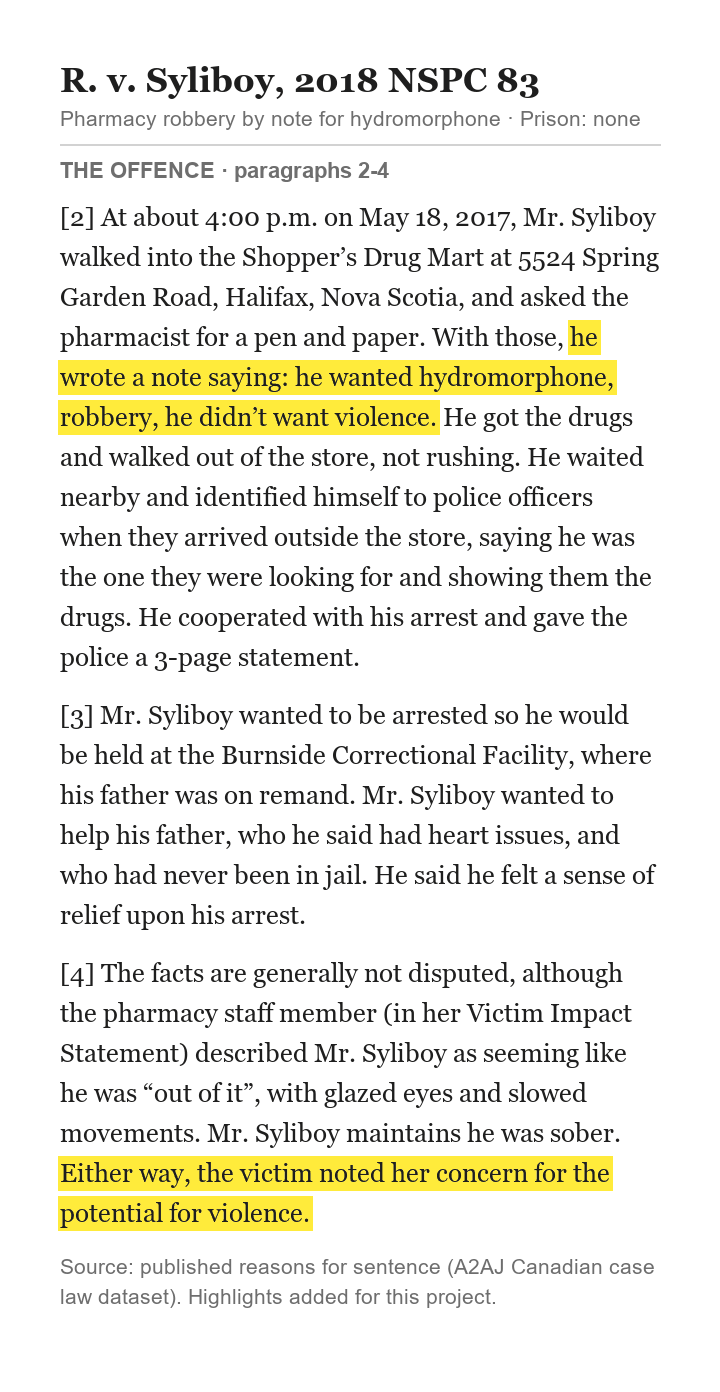 R. v. Syliboy, 2018 NSPC 83
Pharmacy robbery by note for hydromorphone · Prison: none
THE OFFENCE · paragraphs 2-4
[2] At about 4:00 p.m. on May 18, 2017, Mr. Syliboy
walked into the Shopper’s Drug Mart at 5524 Spring
Garden Road, Halifax, Nova Scotia, and asked the
pharmacist for a pen and paper. With those, he
wrote a note saying: he wanted hydromorphone,
robbery, he didn’t want violence. He got the drugs
and walked out of the store, not rushing. He waited
nearby and identified himself to police officers
when they arrived outside the store, saying he was
the one they were looking for and showing them the
drugs. He cooperated with his arrest and gave the
police a 3-page statement.
[3] Mr. Syliboy wanted to be arrested so he would
be held at the Burnside Correctional Facility, where
his father was on remand. Mr. Syliboy wanted to
help his father, who he said had heart issues, and
who had never been in jail. He said he felt a sense of
relief upon his arrest.
[4] The facts are generally not disputed, although
the pharmacy staff member (in her Victim Impact
Statement) described Mr. Syliboy as seeming like
he was “out of it”, with glazed eyes and slowed
movements. Mr. Syliboy maintains he was sober.
Either way, the victim noted her concern for the
potential for violence.
Source: published reasons for sentence (A2AJ Canadian case
law dataset). Highlights added for this project.